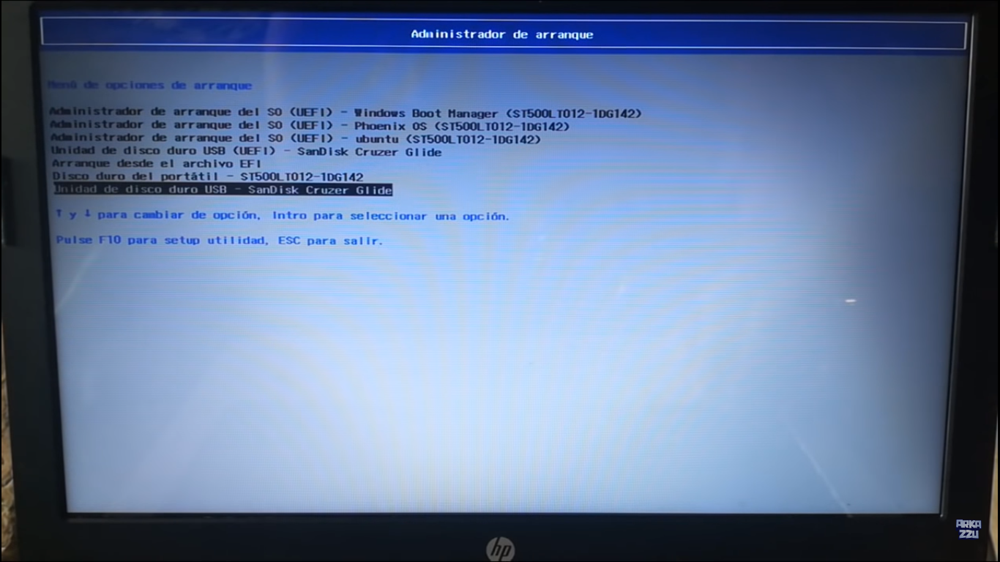 Administrador de arranque
Menú de opciones de arranque
Administrador de arranque del SO (UEFI) - Windows Boot Manager (ST500LT012-1DG142)
Administrador de arranque del SO (UEFI) - Phoenix OS (ST500LT012-1DG142)
Administrador de arranque del SO (UEFI) - ubuntu (ST500LT012-1DG142)
Unidad de disco duro USB (UEFI) - SanDisk Cruzer Glide
Arranque desde el archivo EFI
Disco duro del portátil - ST500LT012-1DG142
Unidad de disco duro USB - SanDisk Cruzer Glide
↑ y ↓ para cambiar de opción, Intro para seleccionar una opción.
Pulse F10 para setup utilidad, ESC para salir.
hp
ARKA
ZZU